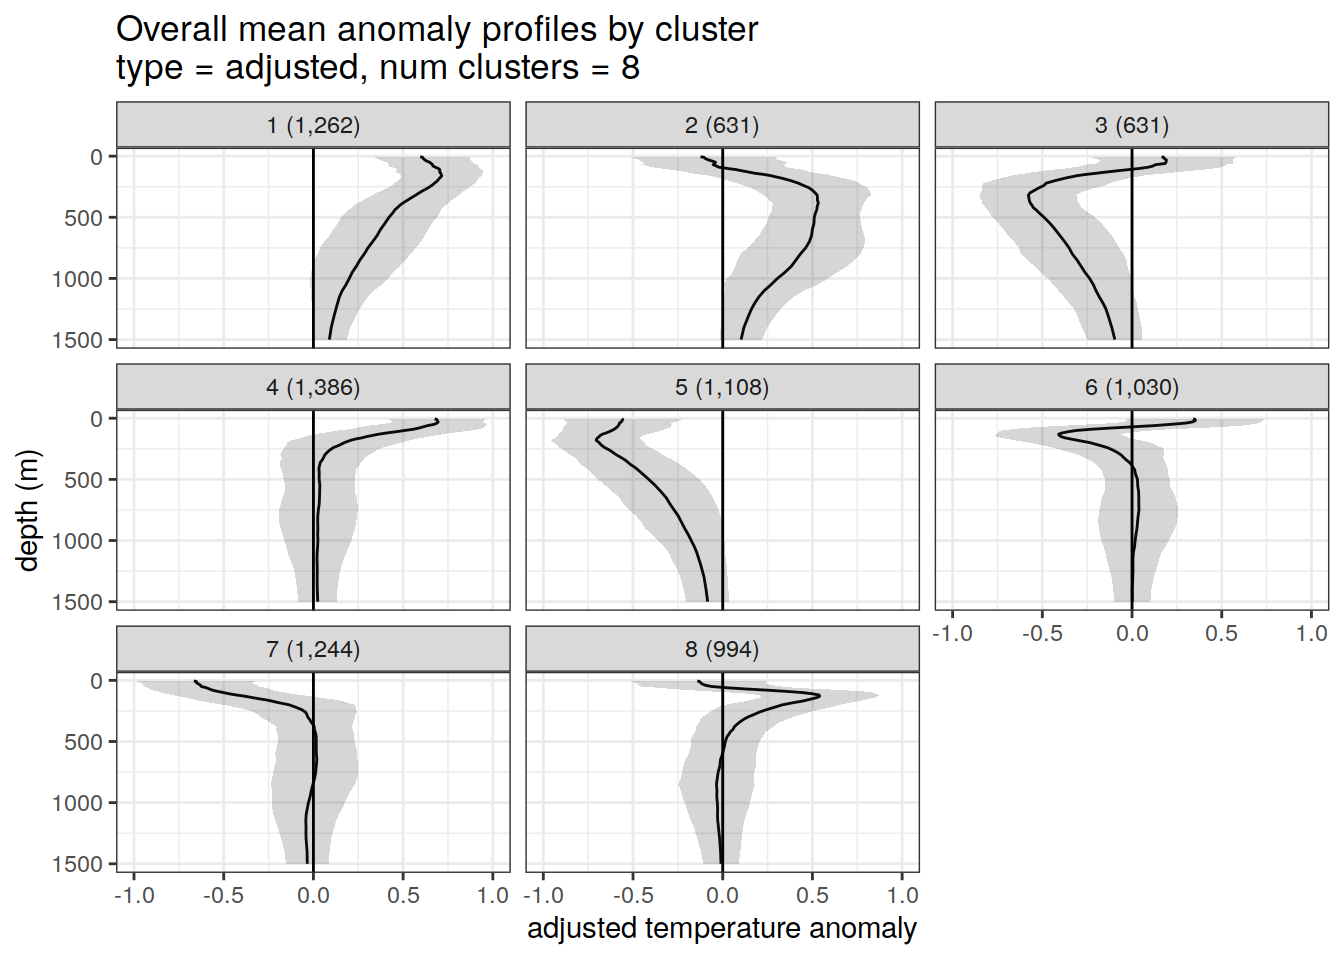 Overall mean anomaly profiles by cluster
type = adjusted, num clusters = 8
1 (1,262)
2 (631)
3 (631)
0
500
1000
1500
4 (1,386)
5 (1,108)
6 (1,030)
0
500
1000
1500
-1.0 -0.5 0.0 0.5 1.0
7 (1,244)
8 (994)
0
500
1000
1500
-1.0 -0.5 0.0 0.5 1.0
-1.0 -0.5 0.0 0.5 1.0
depth (m)
adjusted temperature anomaly